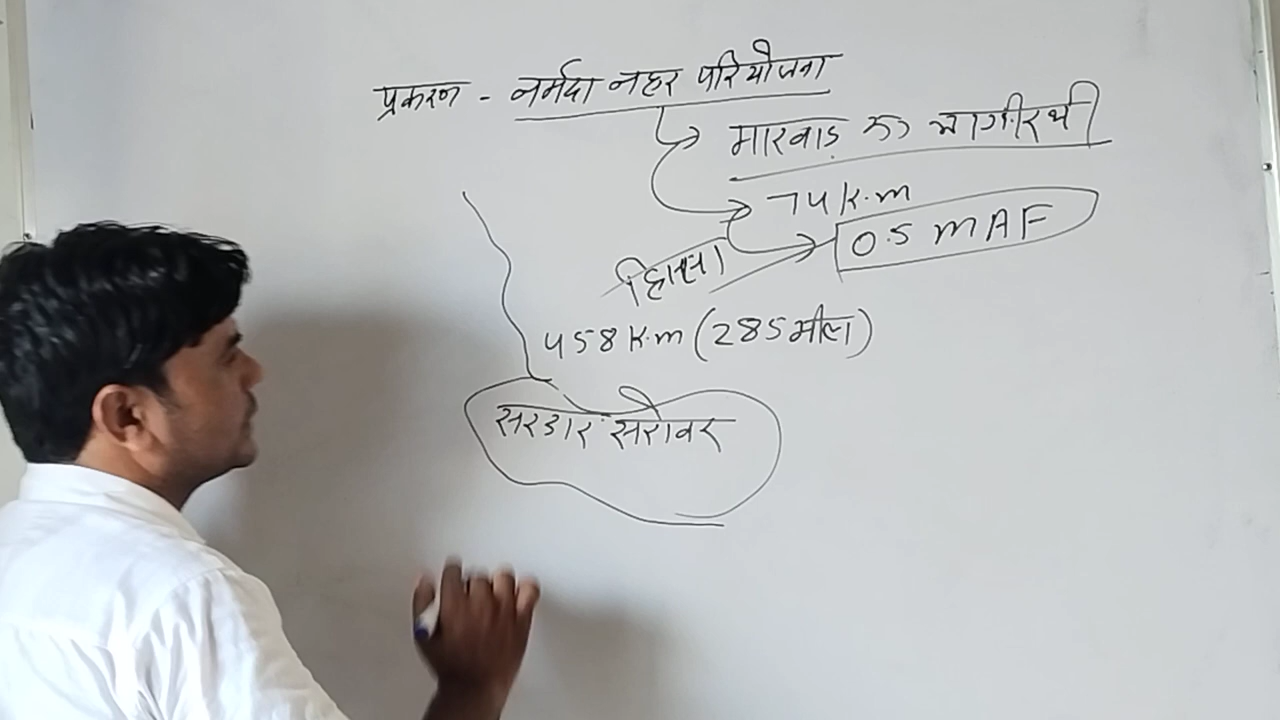 प्रकरण - नर्मदा नहर परियोजना
मारवाड़ की भागीरथी
74 K.m
हिस्सा 0.5 MAF
458 K.m (285 मील)
सरदार सरोवर